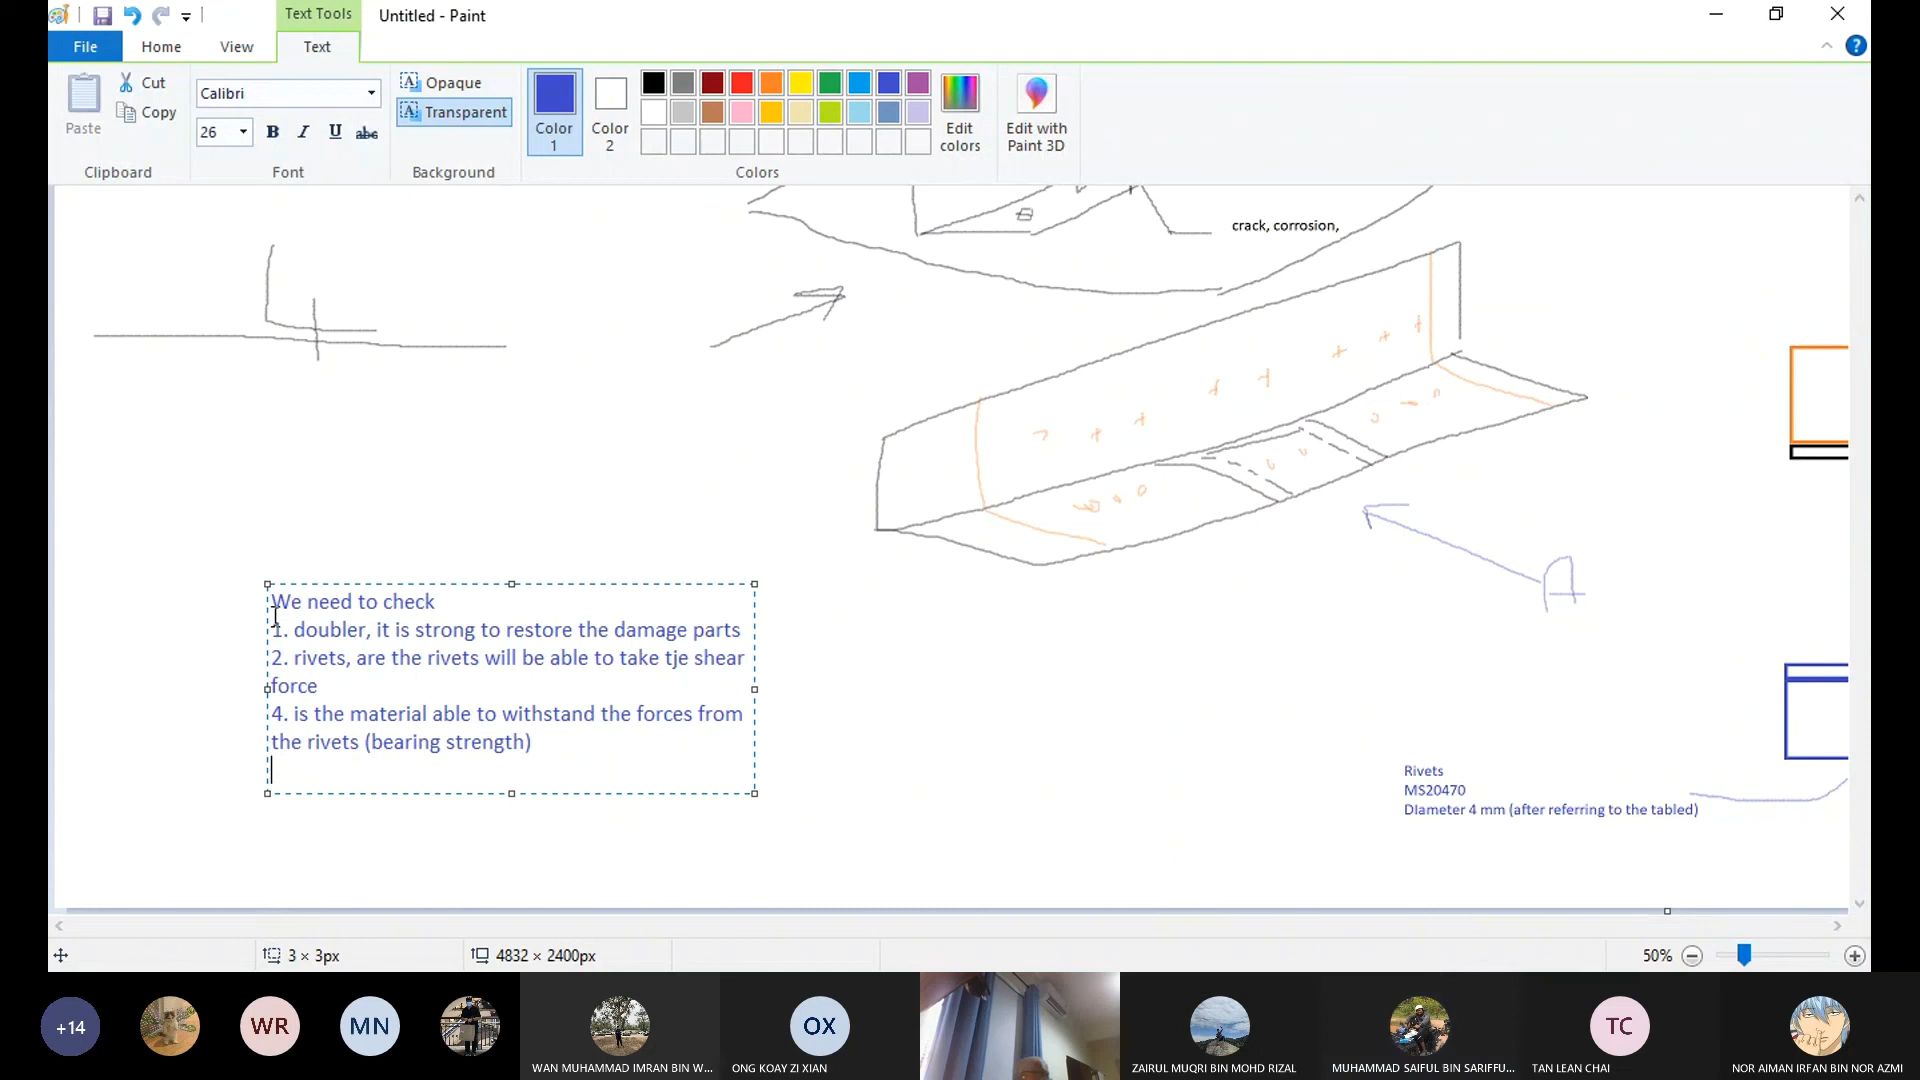 Text Tools
Untitled - Paint
File
Home
View
Text
Paste
Cut
Copy
Clipboard
Calibri
26
B I U abc
Font
Opaque
Transparent
Background
Color 1
Color 2
Colors
Edit colors
Edit with Paint 3D
crack, corrosion,
A
We need to check
1. doubler, it is strong to restore the damage parts
2. rivets, are the rivets will be able to take tje shear
force
4. is the material able to withstand the forces from
the rivets (bearing strength)
Rivets
MS20470
DIameter 4 mm (after referring to the tabled)
3 × 3px
4832 × 2400px
50%
+14
WR
MN
WAN MUHAMMAD IMRAN BIN W...
OX
ONG KOAY ZI XIAN
ZAIRUL MUQRI BIN MOHD RIZAL
MUHAMMAD SAIFUL BIN SARIFFU...
TC
TAN LEAN CHAI
NOR AIMAN IRFAN BIN NOR AZMI